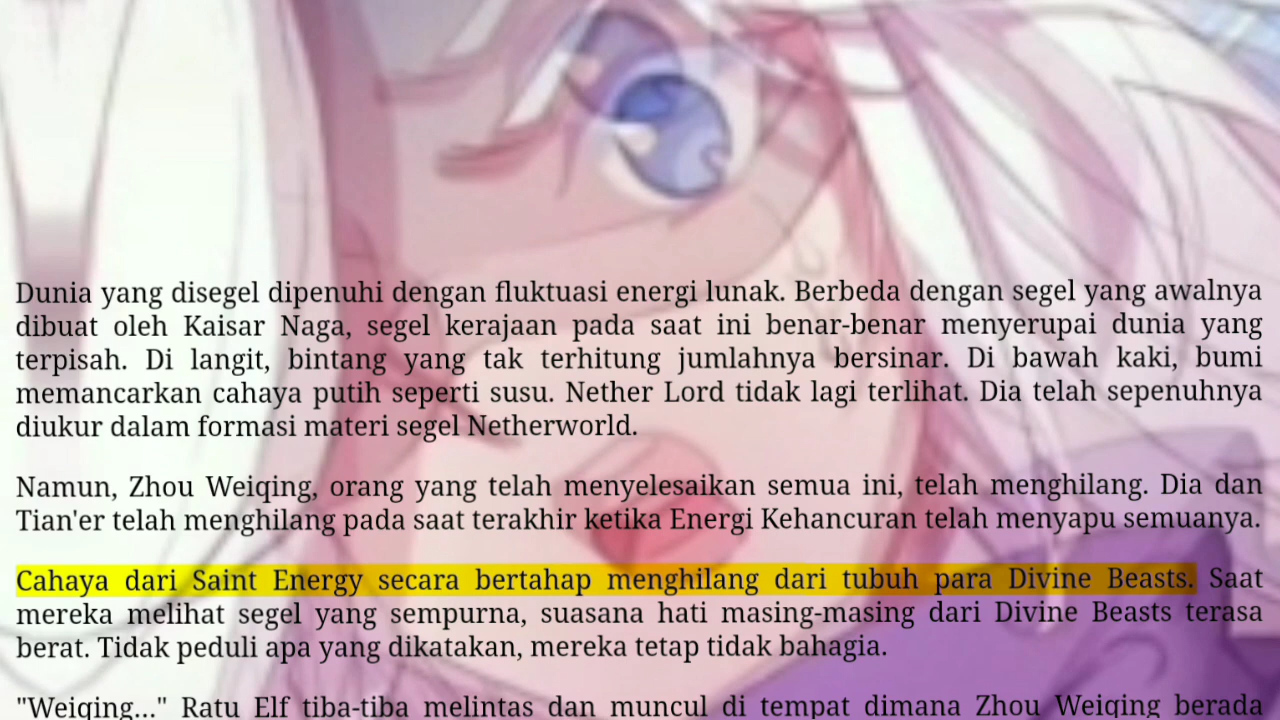 Dunia yang disegel dipenuhi dengan fluktuasi energi lunak. Berbeda dengan segel yang awalnya
dibuat oleh Kaisar Naga, segel kerajaan pada saat ini benar-benar menyerupai dunia yang
terpisah. Di langit, bintang yang tak terhitung jumlahnya bersinar. Di bawah kaki, bumi
memancarkan cahaya putih seperti susu. Nether Lord tidak lagi terlihat. Dia telah sepenuhnya
diukur dalam formasi materi segel Netherworld.
Namun, Zhou Weiqing, orang yang telah menyelesaikan semua ini, telah menghilang. Dia dan
Tian'er telah menghilang pada saat terakhir ketika Energi Kehancuran telah menyapu semuanya.
Cahaya dari Saint Energy secara bertahap menghilang dari tubuh para Divine Beasts. Saat
mereka melihat segel yang sempurna, suasana hati masing-masing dari Divine Beasts terasa
berat. Tidak peduli apa yang dikatakan, mereka tetap tidak bahagia.
"Weiqing..." Ratu Elf tiba-tiba melintas dan muncul di tempat dimana Zhou Weiqing berada